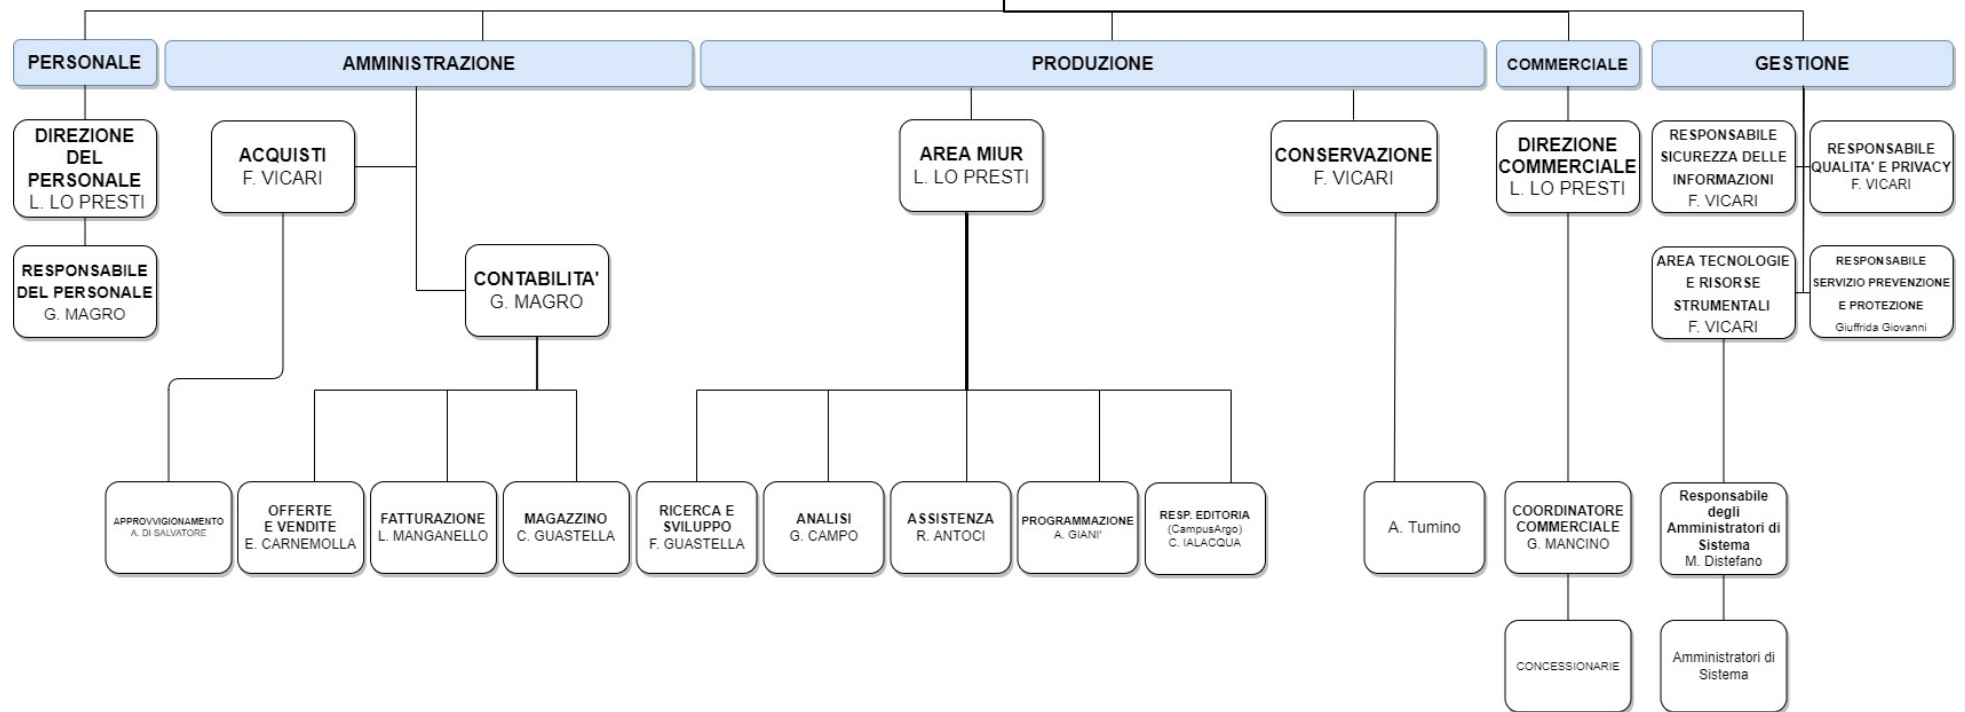 PERSONALE
AMMINISTRAZIONE
PRODUZIONE
COMMERCIALE
GESTIONE
DIREZIONE
DEL
PERSONALE
L. LO PRESTI
ACQUISTI
F. VICARI
AREA MIUR
L. LO PRESTI
CONSERVAZIONE
F. VICARI
DIREZIONE
COMMERCIALE
L. LO PRESTI
RESPONSABILE
SICUREZZA DELLE
INFORMAZIONI
F. VICARI
RESPONSABILE
QUALITA' E PRIVACY
F. VICARI
RESPONSABILE
DEL PERSONALE
G. MAGRO
CONTABILITA'
G. MAGRO
AREA TECNOLOGIE
E RISORSE
STRUMENTALI
F. VICARI
RESPONSABILE
SERVIZIO PREVENZIONE
E PROTEZIONE
Giuffrida Giovanni
APPROVVIGIONAMENTO
A. DI SALVATORE
OFFERTE
E VENDITE
E. CARNEMOLLA
FATTURAZIONE
L. MANGANELLO
MAGAZZINO
C. GUASTELLA
RICERCA E
SVILUPPO
F. GUASTELLA
ANALISI
G. CAMPO
ASSISTENZA
R. ANTOCI
PROGRAMMAZIONE
A. GIANI'
RESP. EDITORIA
(CampusArgo)
C. IALACQUA
A. Tumino
COORDINATORE
COMMERCIALE
G. MANCINO
Responsabile
degli
Amministratori di
Sistema
M. Distefano
CONCESSIONARIE
Amministratori di
Sistema